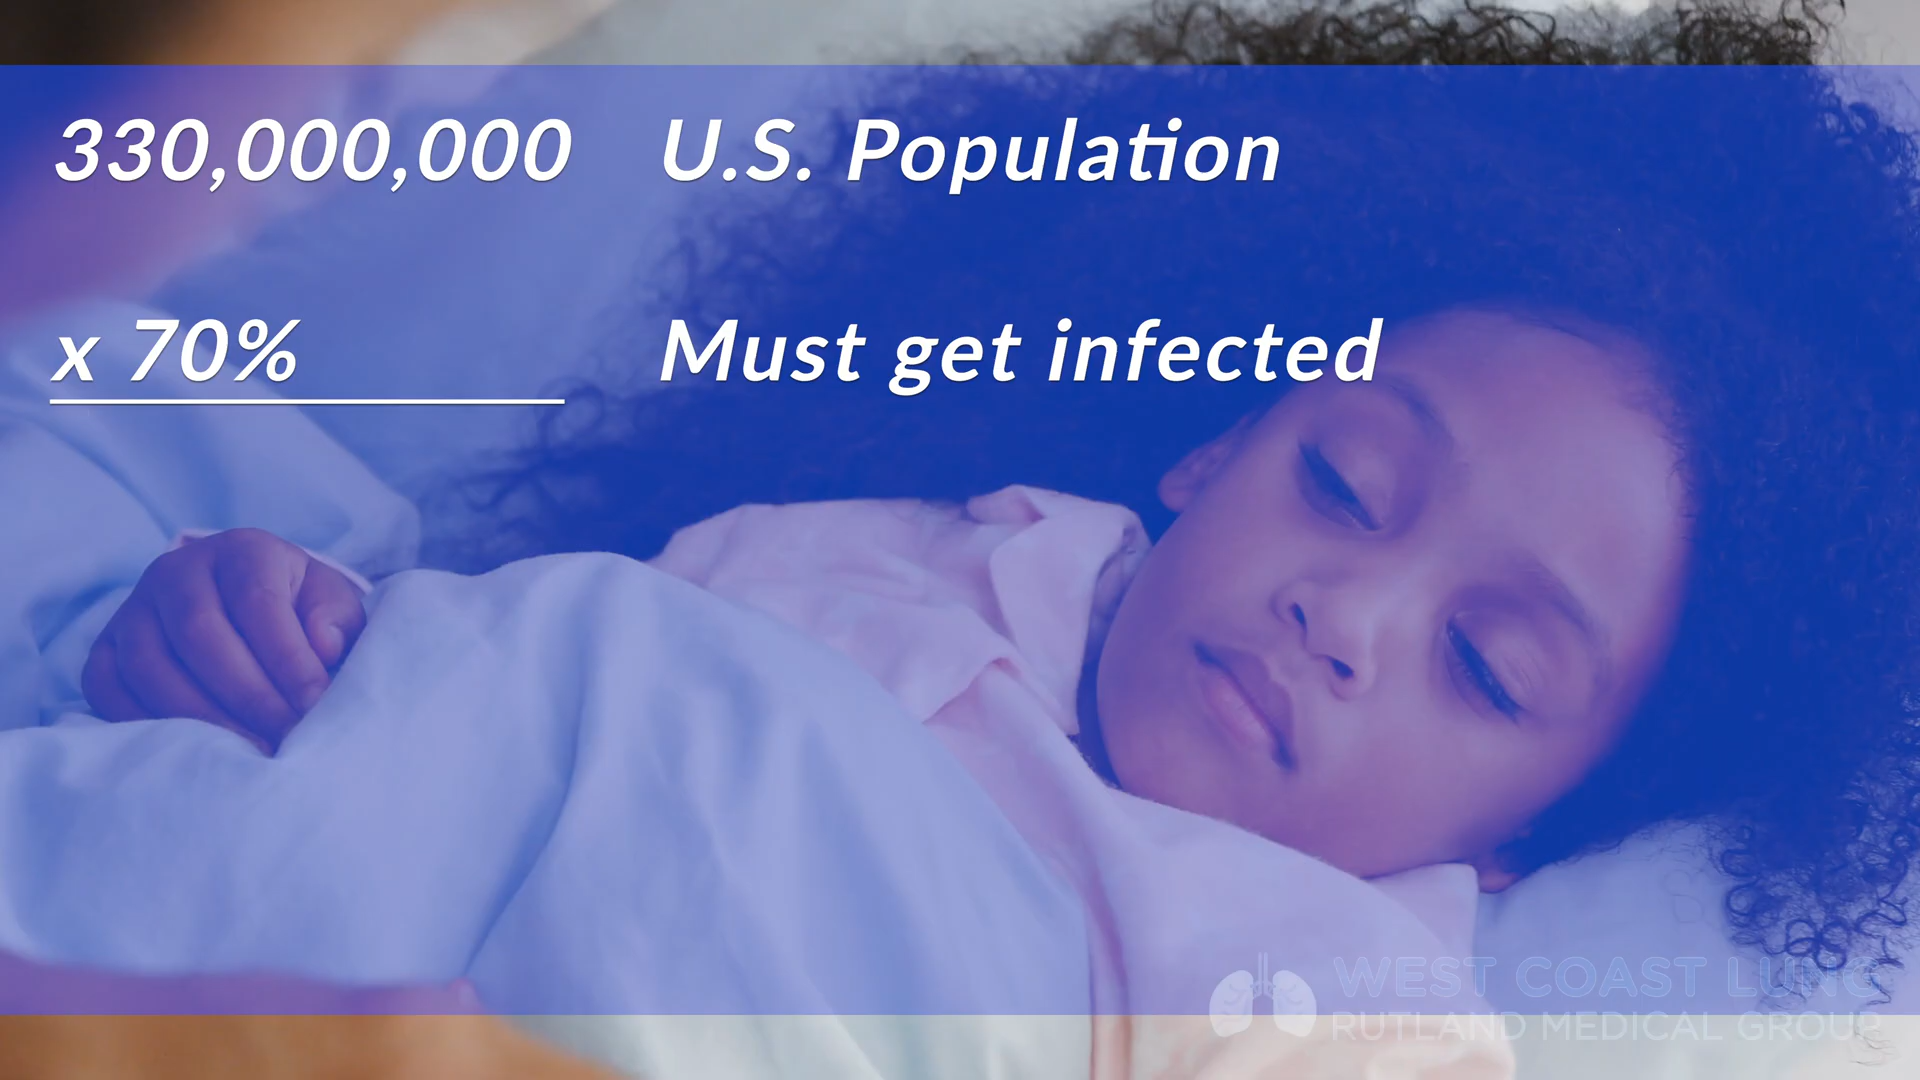 330,000,000 U.S. Population
x 70% Must get infected
WEST COAST LUNG
RUTLAND MEDICAL GROUP